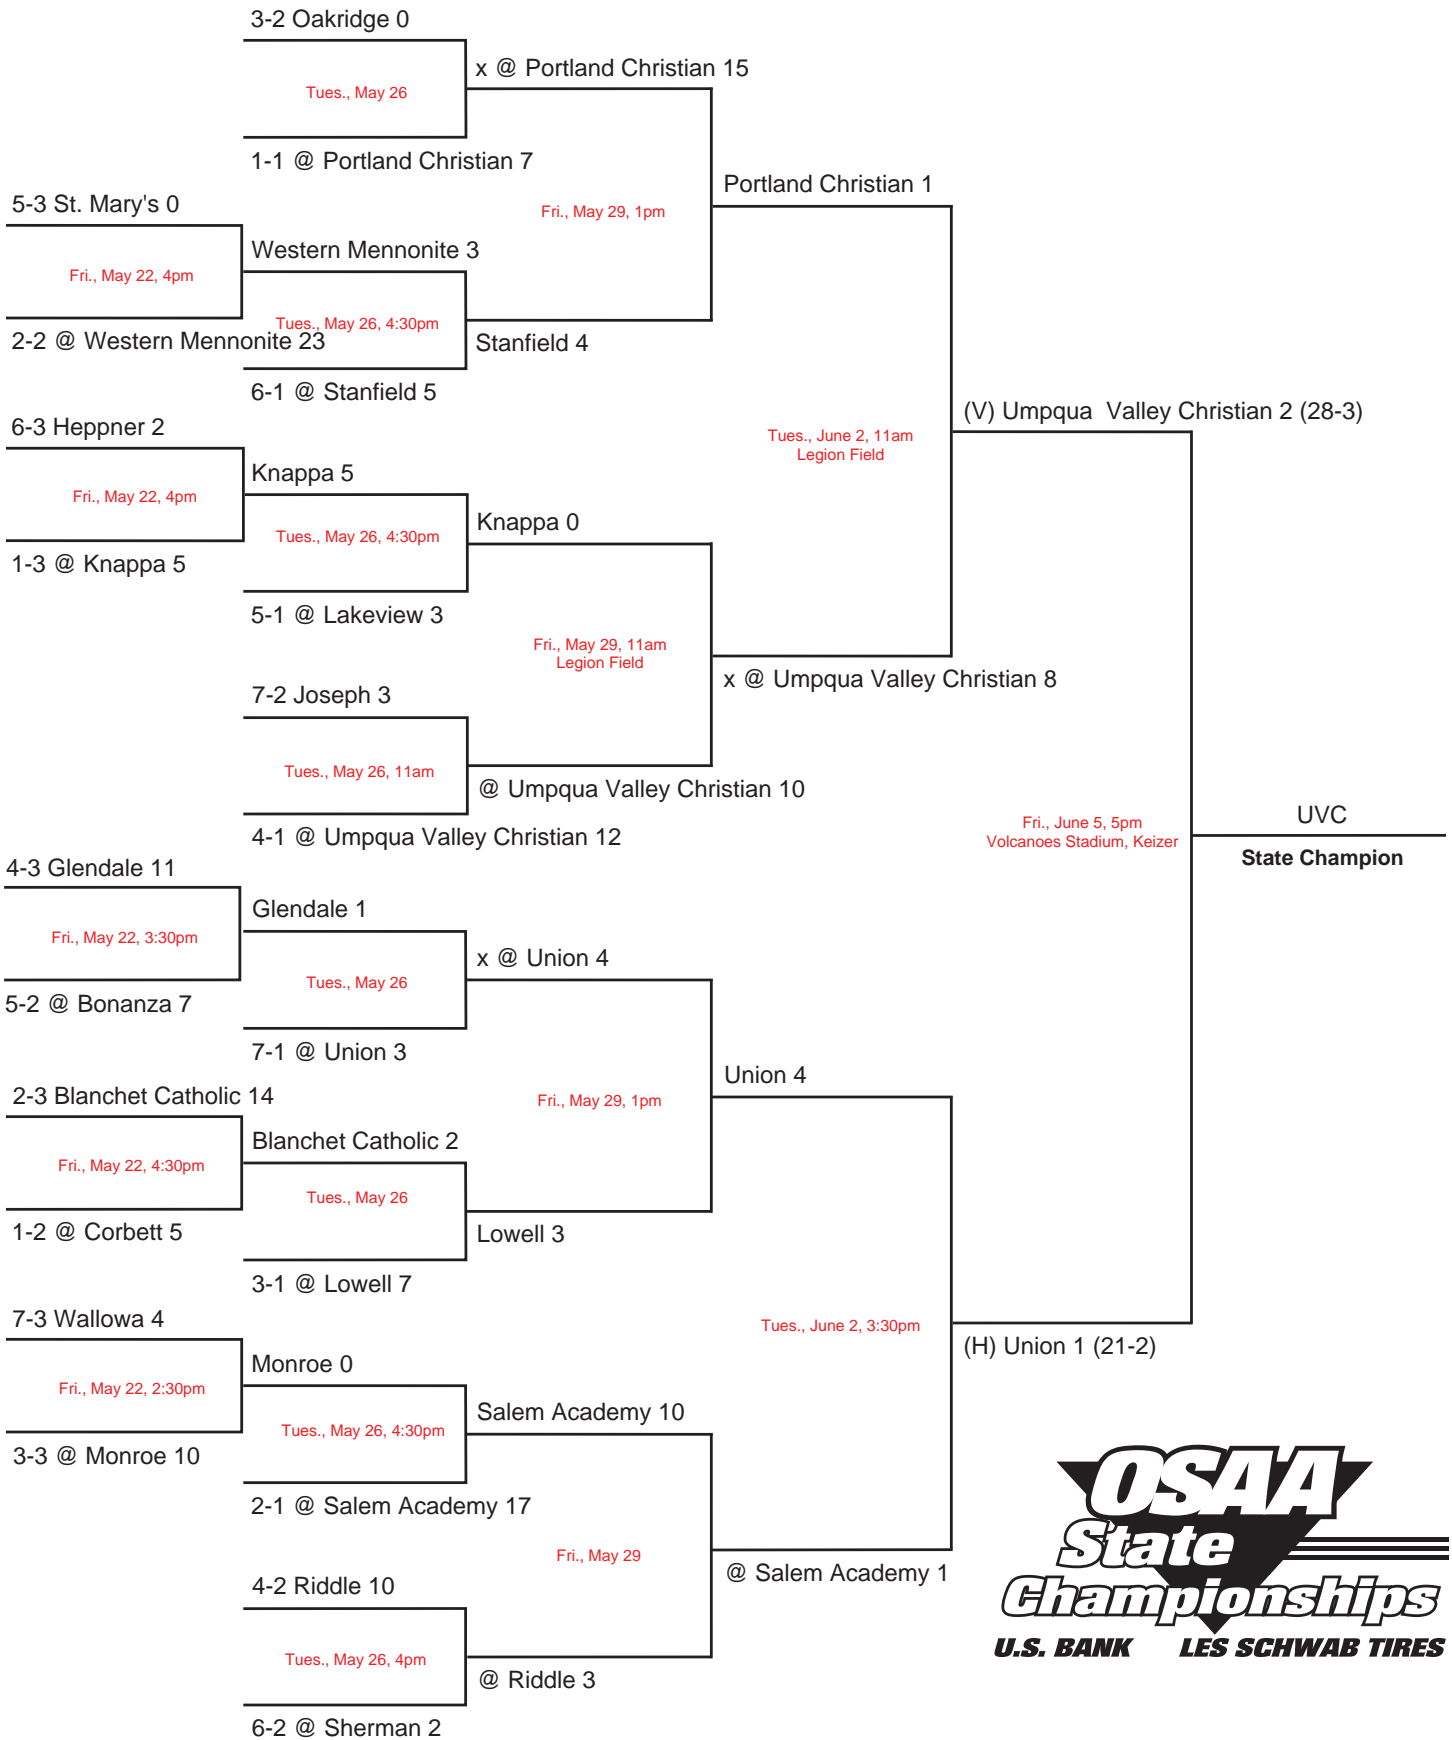 3-2 Oakridge 0
x @ Portland Christian 15
Tues., May 26
1-1 @ Portland Christian 7
Portland Christian 1
5-3 St. Mary's 0
Fri., May 29, 1pm
Western Mennonite 3
Fri., May 22, 4pm
Tues., May 26, 4:30pm
2-2 @ Western Mennonite 23
Stanfield 4
6-1 @ Stanfield 5
(V) Umpqua  Valley Christian 2 (28-3)
6-3 Heppner 2
Tues., June 2, 11am
Legion Field
Knappa 5
Fri., May 22, 4pm
Knappa 0
Tues., May 26, 4:30pm
1-3 @ Knappa 5
5-1 @ Lakeview 3
Fri., May 29, 11am
Legion Field
x @ Umpqua Valley Christian 8
7-2 Joseph 3
Tues., May 26, 11am
@ Umpqua Valley Christian 10
UVC
Fri., June 5, 5pm
Volcanoes Stadium, Keizer
4-1 @ Umpqua Valley Christian 12
State Champion
4-3 Glendale 11
Glendale 1
Fri., May 22, 3:30pm
x @ Union 4
Tues., May 26
5-2 @ Bonanza 7
7-1 @ Union 3
Union 4
2-3 Blanchet Catholic 14
Fri., May 29, 1pm
Blanchet Catholic 2
Fri., May 22, 4:30pm
Tues., May 26
1-2 @ Corbett 5
Lowell 3
3-1 @ Lowell 7
7-3 Wallowa 4
Tues., June 2, 3:30pm
(H) Union 1 (21-2)
Monroe 0
Fri., May 22, 2:30pm
Salem Academy 10
Tues., May 26, 4:30pm
3-3 @ Monroe 10
2-1 @ Salem Academy 17
Fri., May 29
@ Salem Academy 1
4-2 Riddle 10
Tues., May 26, 4pm
@ Riddle 3
6-2 @ Sherman 2
OSAA
State
Championships
U.S. BANK LES SCHWAB TIRES